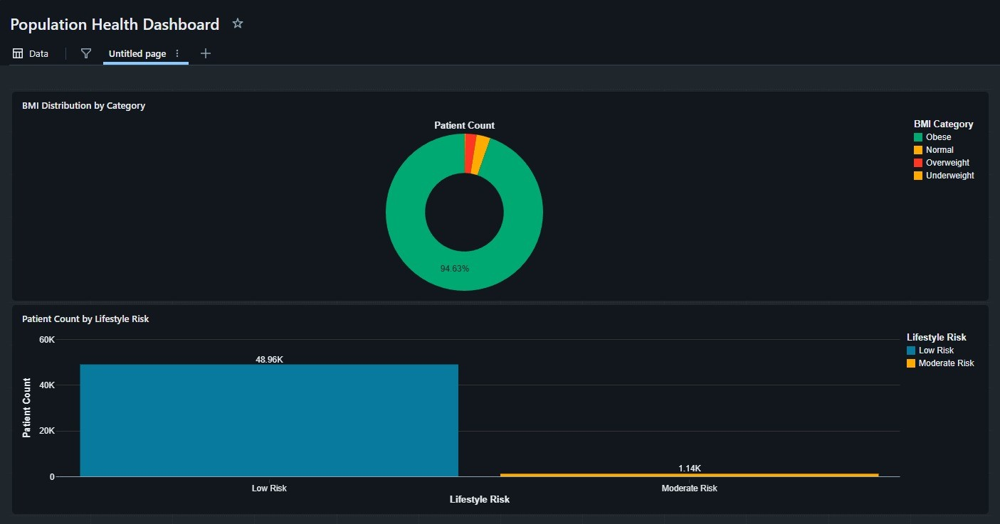 Population Health Dashboard
Data
Untitled page
BMI Distribution by Category
Patient Count
94.63%
BMI Category
Obese
Normal
Overweight
Underweight
Patient Count by Lifestyle Risk
Patient Count
60K
40K
20K
0
48.96K
1.14K
Low Risk
Moderate Risk
Lifestyle Risk
Lifestyle Risk
Low Risk
Moderate Risk